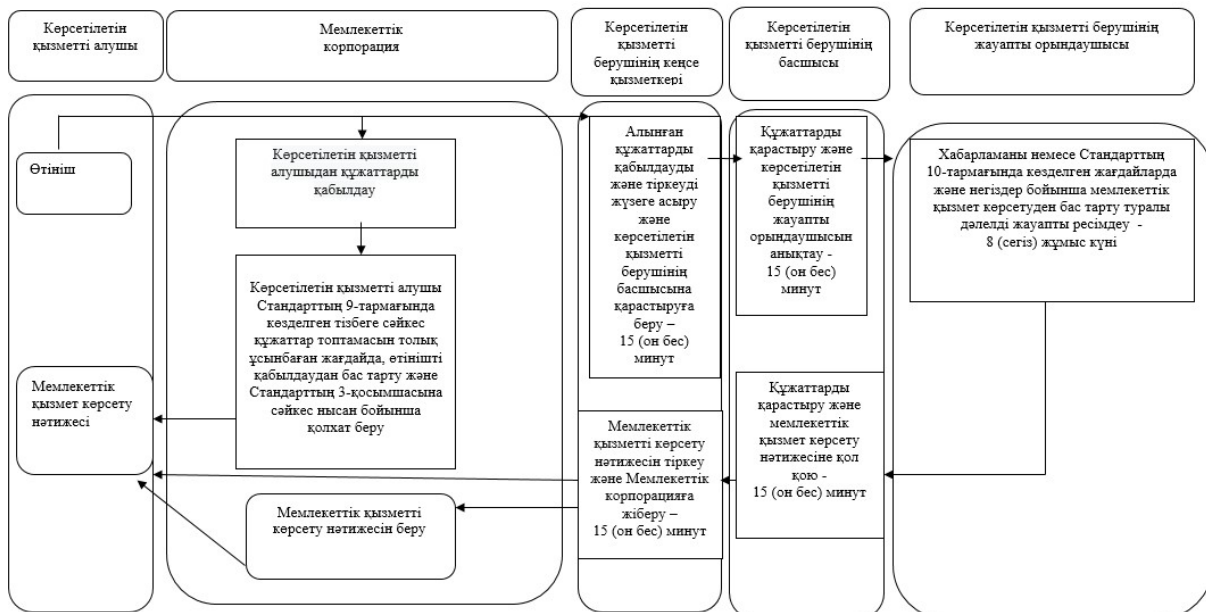 Көрсетілетін
қызметті алушы
Мемлекеттік
корпорация
Көрсетілетін
қызметті
берушінің кеңсе
қызметкері
Көрсетілетін
қызметті берушінің
басшысы
Көрсетілетін қызметті берушінің
жауапты орындаушысы
Өтініш
Көрсетілетін қызметті
алушыдан құжаттарды
қабылдау
Көрсетілетін қызметті алушы
Стандарттың 9-тармағында
көзделген тізбеге сәйкес
құжаттар топтамасын толық
ұсынбаған жағдайда, өтінішті
қабылдаудан бас тарту және
Стандарттың 3-қосымшасына
сәйкес нысан бойынша
қолхат беру
Алынған
құжаттарды
қабылдауды
және тіркеуді
жүзеге асыру
және
көрсетілетін
қызметті
берушінің
басшысына
қарастыруға
беру –
15 (он бес)
минут
Құжаттарды
қарастыру және
көрсетілетін
қызметті
берушінің
жауапты
орындаушысын
анықтау -
15 (он бес)
минут
Хабарламаны немесе Стандарттың
10-тармағында көзделген жағдайларда
және негіздер бойынша мемлекеттік
қызмет көрсетуден бас тарту туралы
дәлелді жауапты ресімдеу -
8 (сегіз) жұмыс күні
Құжаттарды
қарастыру және
мемлекеттік
қызмет көрсету
нәтижесіне қол
қою -
15 (он бес) минут
Мемлекеттік
қызметті көрсету
нәтижесін тіркеу
және Мемлекеттік
корпорацияға
жіберу –
15 (он бес) минут
Мемлекеттік қызметті
көрсету нәтижесін беру
Мемлекеттік
қызмет көрсету
нәтижесі